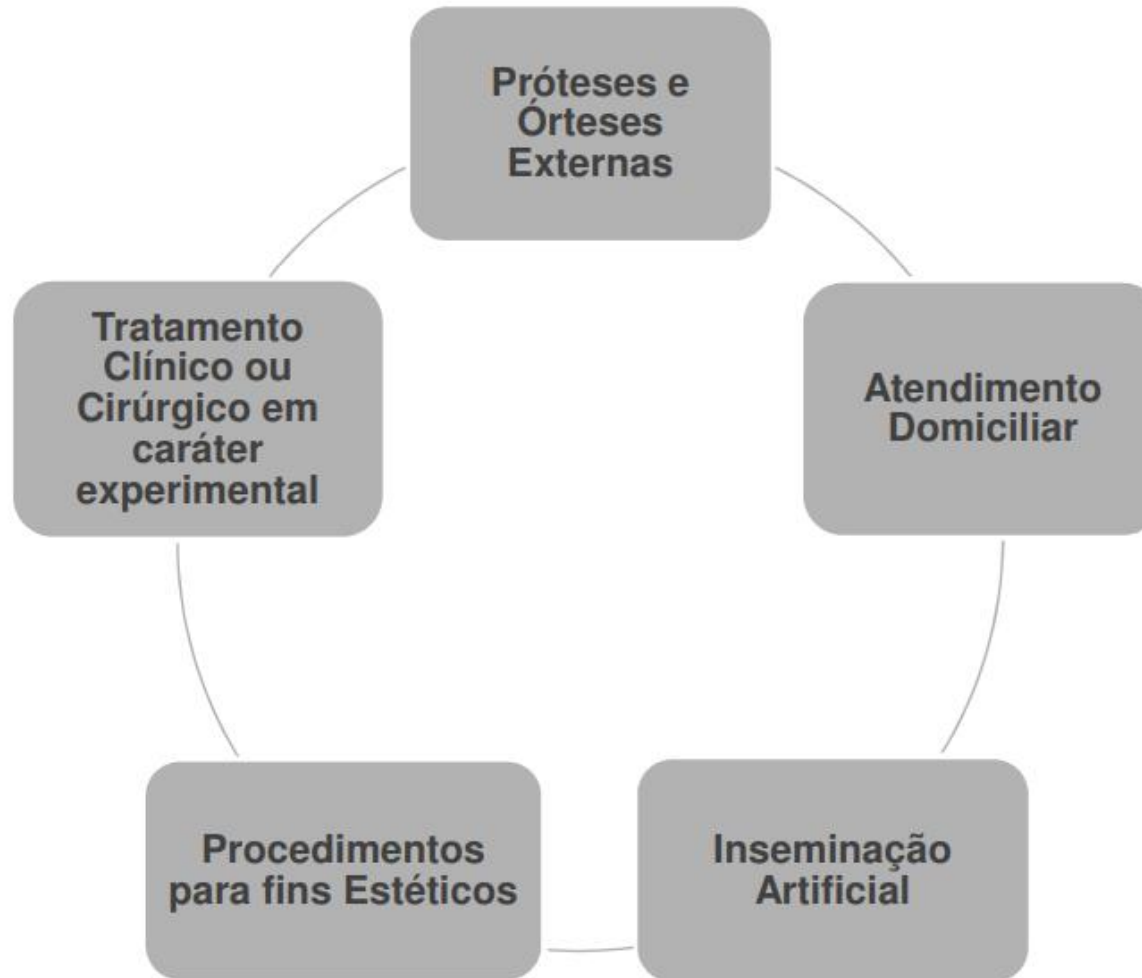 Próteses e
Órteses
Externas
Atendimento
Domiciliar
Inseminação
Artificial
Procedimentos
para fins Estéticos
Tratamento
Clínico ou
Cirúrgico em
caráter
experimental